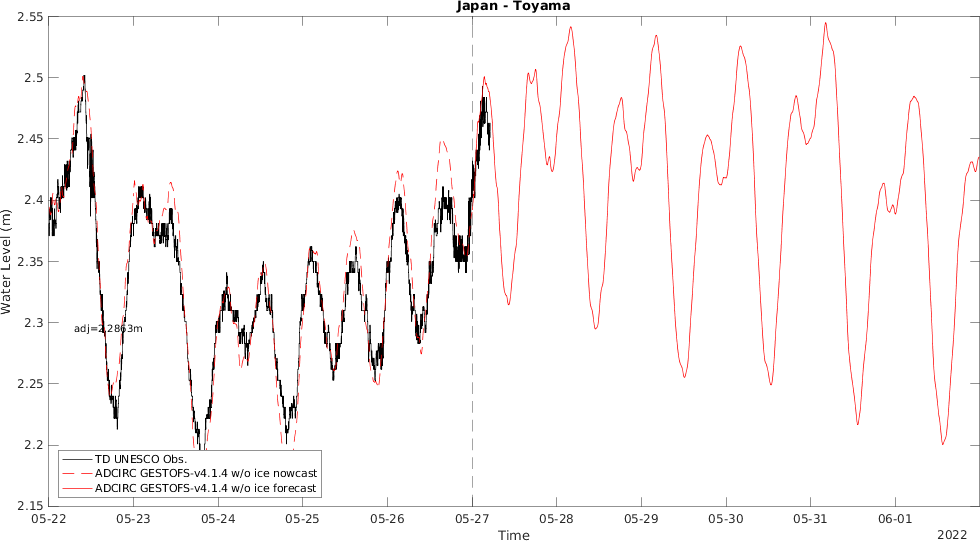 Japan - Toyama
2.55
2.5
2.45
2.4
2.35
2.3
2.25
2.2
2.15
Water Level (m)
adj=2.2863m
TD UNESCO Obs.
ADCIRC GESTOFS-v4.1.4 w/o ice nowcast
ADCIRC GESTOFS-v4.1.4 w/o ice forecast
05-22 05-23 05-24 05-25 05-26 05-27 05-28 05-29 05-30 05-31 06-01
Time
2022